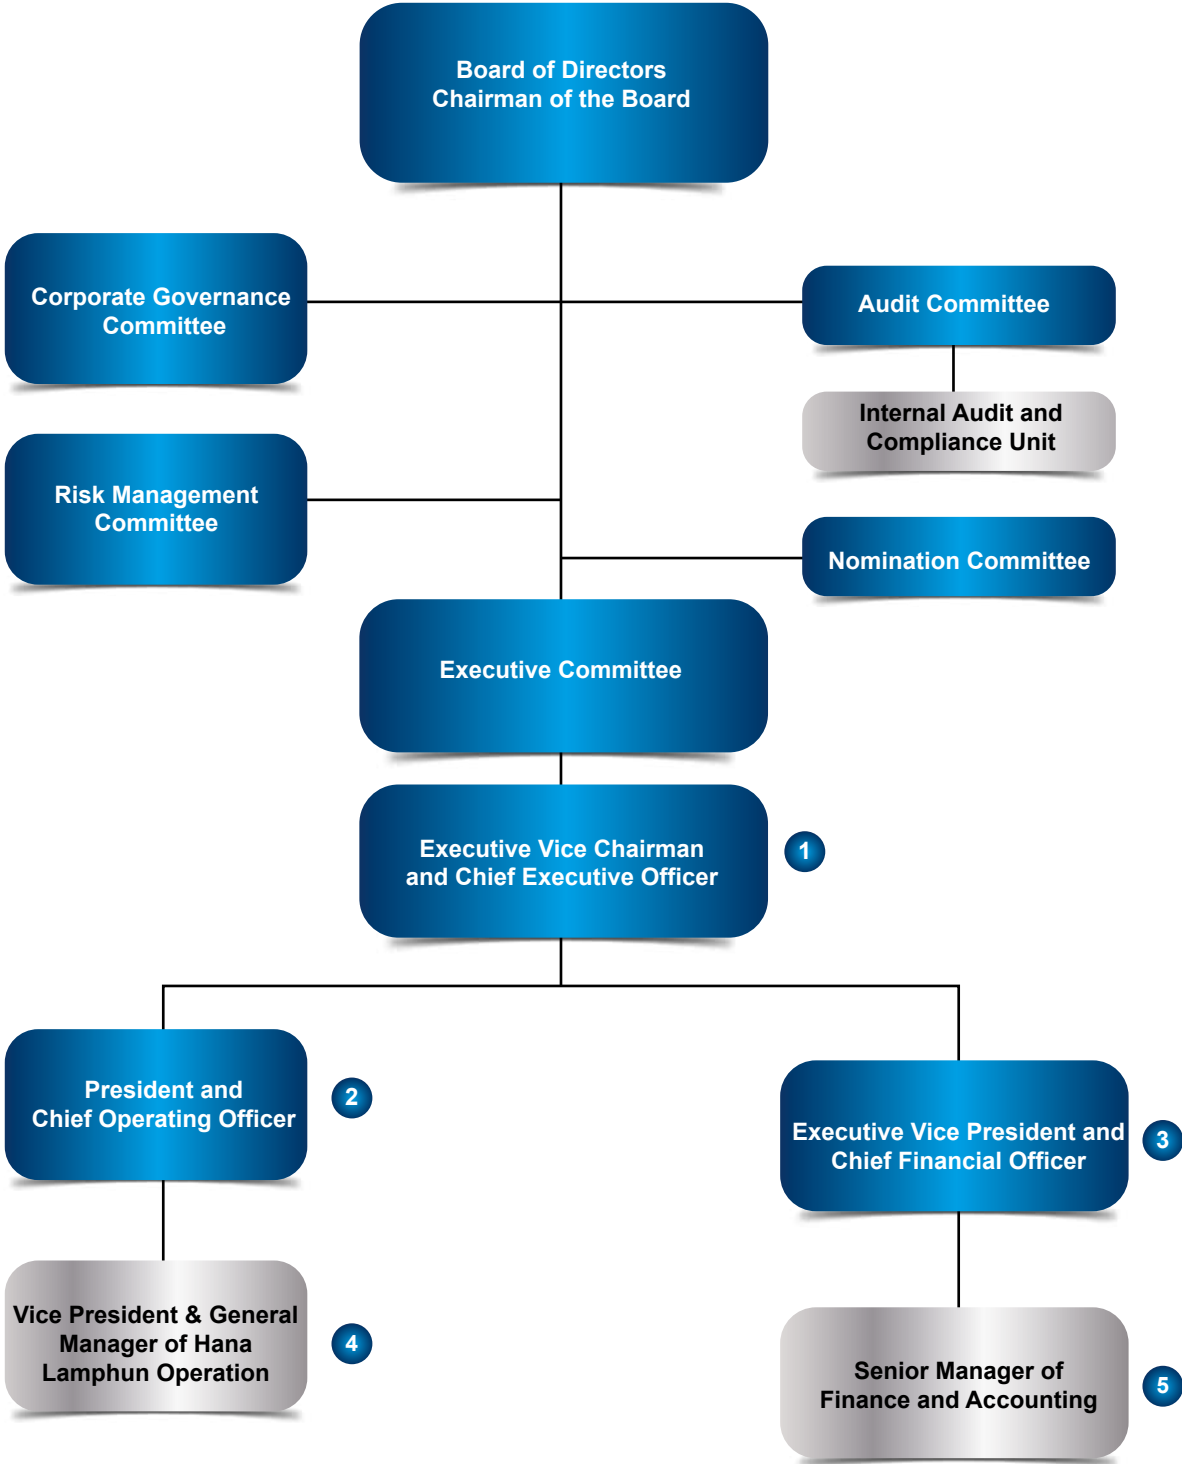 Board of Directors
Chairman of the Board
Corporate Governance
Committee
Audit Committee
Internal Audit and
Compliance Unit
Risk Management
Committee
Nomination Committee
Executive Committee
Executive Vice Chairman
and Chief Executive Officer
1
President and
Chief Operating Officer
2
Executive Vice President and
Chief Financial Officer
3
Vice President & General
Manager of Hana
Lamphun Operation
4
Senior Manager of
Finance and Accounting
5